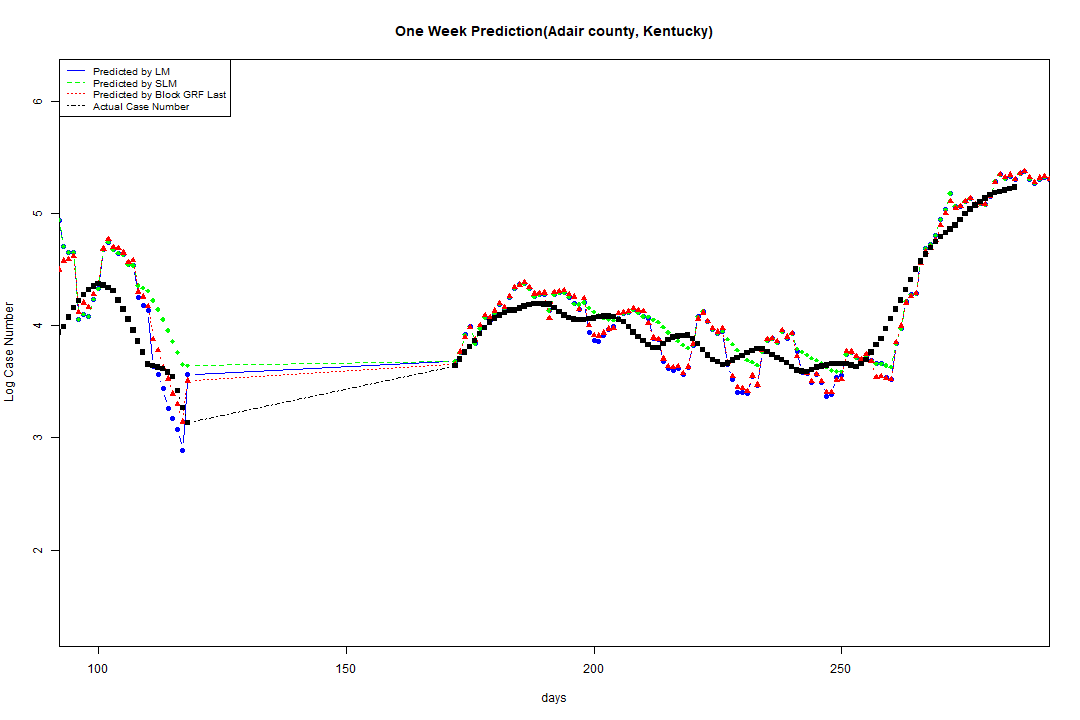 One Week Prediction(Adair county, Kentucky)
Predicted by LM
Predicted by SLM
Predicted by Block GRF Last
Actual Case Number
Log Case Number
6
5
4
3
2
100 150 200 250
days